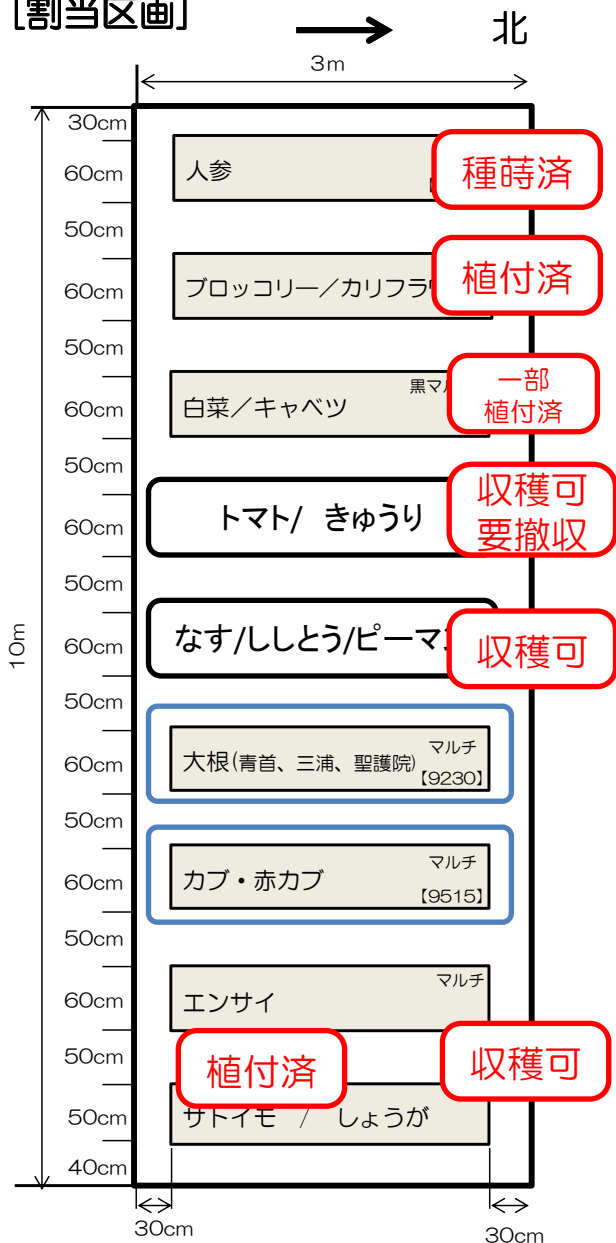 [割当区画]
北
3m
10m
30cm
60cm
50cm
60cm
50cm
60cm
50cm
60cm
50cm
60cm
50cm
60cm
50cm
60cm
50cm
60cm
50cm
50cm
40cm
人参
種蒔済
ブロッコリー/カリフラ
植付済
白菜/キャベツ
黒マル
一部
植付済
トマト/ きゅうり
収穫可
要撤収
なす/ししとう/ピーマ
収穫可
大根(青首、三浦、聖護院)
マルチ
【9230】
カブ・赤カブ
マルチ
【9515】
エンサイ
マルチ
植付済
収穫可
サトイモ / しょうが
30cm
30cm